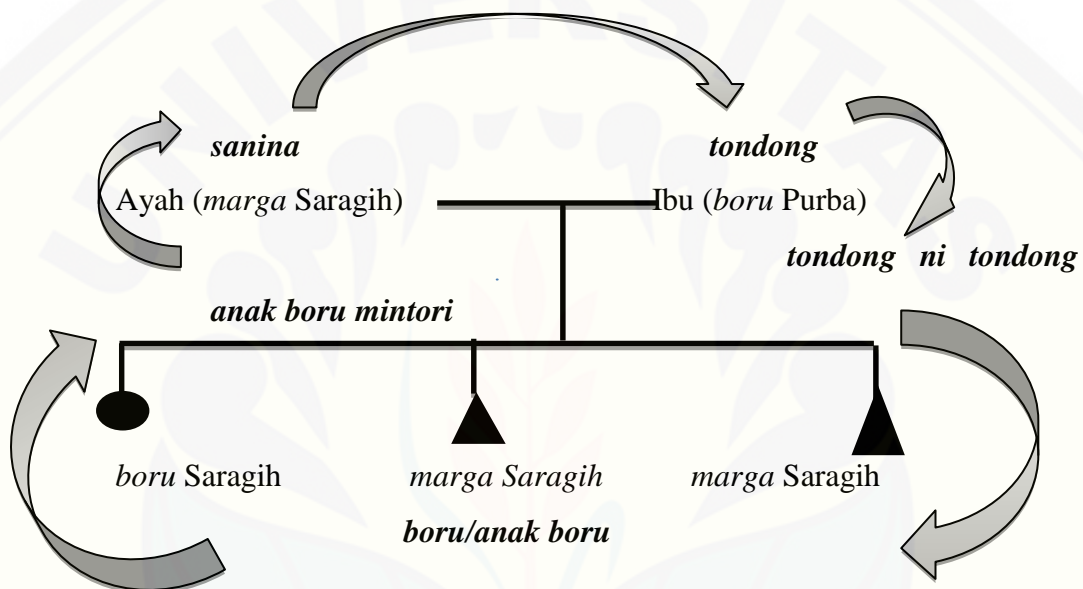 UNIVERSITAS
sanina tondong
Ayah (marga Saragih) Ibu (boru Purba)
tondong ni tondong
anak boru mintori
boru Saragih marga Saragih marga Saragih
boru/anak boru